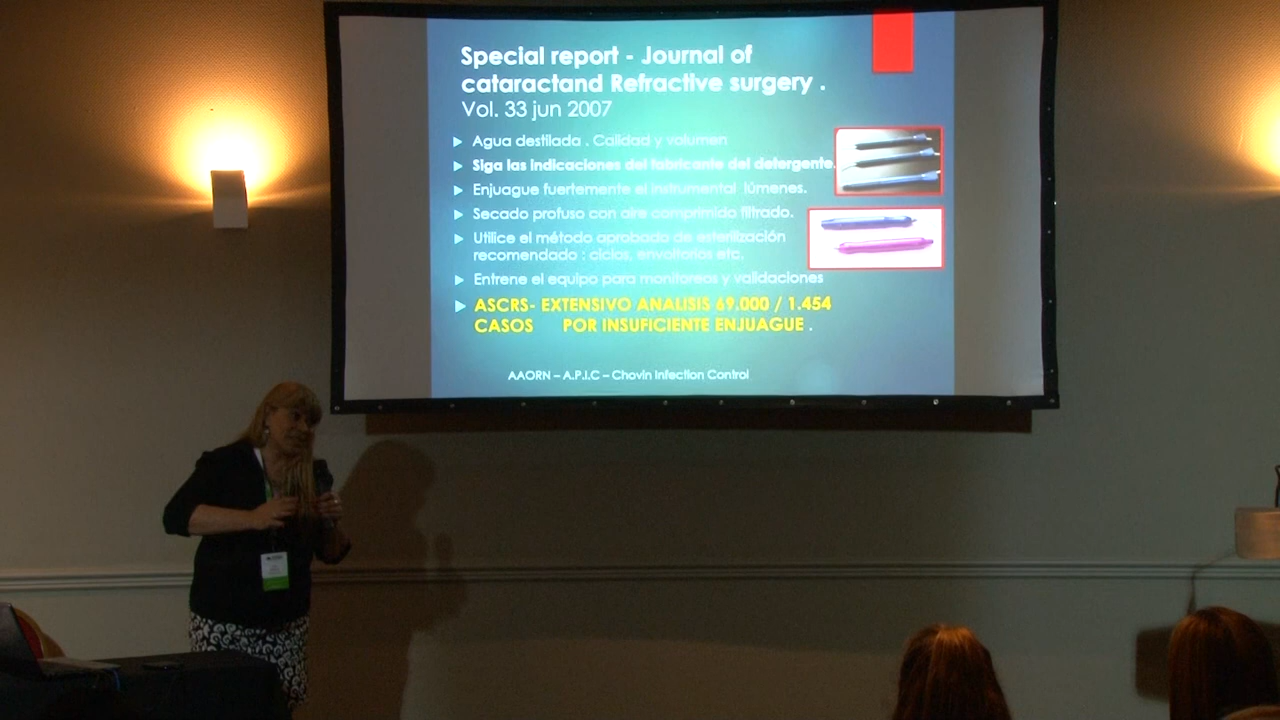 Special report - Journal of
cataractand Refractive surgery .
Vol. 33 jun 2007
Agua destilada . Calidad y volumen
Siga las indicaciones del fabricante del detergente.
Enjuague fuertemente el instrumental lúmenes.
Secado profuso con aire comprimido filtrado.
Utilice el método aprobado de esterilización
recomendado : ciclos, envoltorios etc.
Entrene el equipo para monitoreos y validaciones
ASCRS- EXTENSIVO ANALISIS 69.000 / 1.454
CASOS POR INSUFICIENTE ENJUAGUE .
AAORN – A.P.I.C – Chovin Infection Control